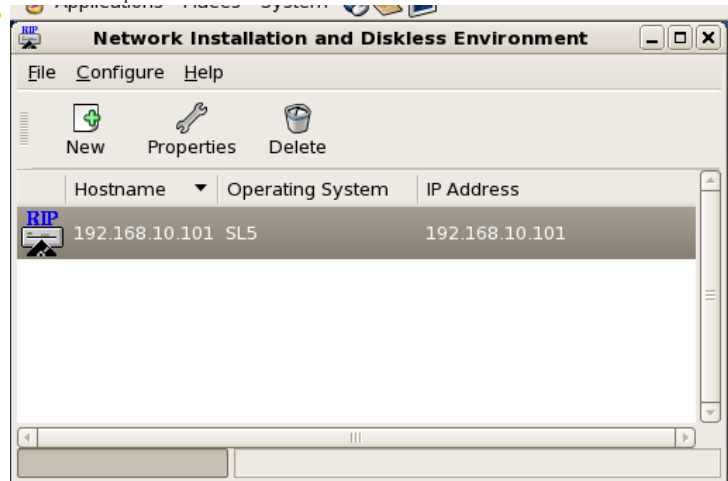 Applications Places System
RIP
Network Installation and Diskless Environment
File Configure Help
New Properties Delete
Hostname Operating System IP Address
RIP
192.168.10.101 SL5 192.168.10.101